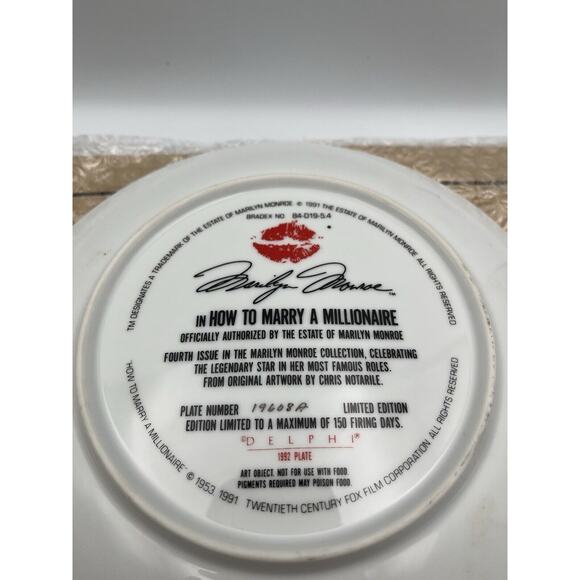 TM DESIGNATES A TRADEMARK OF THE ESTATE OF MARILYN MONROE © 1991 THE ESTATE OF MARILYN MONROE. ALL RIGHTS RESERVED
BRADEX NO 84-D19-5.4
Marilyn Monroe™
IN HOW TO MARRY A MILLIONAIRE
OFFICIALLY AUTHORIZED BY THE ESTATE OF MARILYN MONROE
FOURTH ISSUE IN THE MARILYN MONROE COLLECTION, CELEBRATING
THE LEGENDARY STAR IN HER MOST FAMOUS ROLES.
FROM ORIGINAL ARTWORK BY CHRIS NOTARILE.
PLATE NUMBER 19608A LIMITED EDITION
EDITION LIMITED TO A MAXIMUM OF 150 FIRING DAYS.
©DELPHI®
1992 PLATE
ART OBJECT. NOT FOR USE WITH FOOD.
PIGMENTS REQUIRED MAY POISON FOOD.
"HOW TO MARRY A MILLIONAIRE" © 1953, 1991 TWENTIETH CENTURY FOX FILM CORPORATION ALL RIGHTS RESERVED